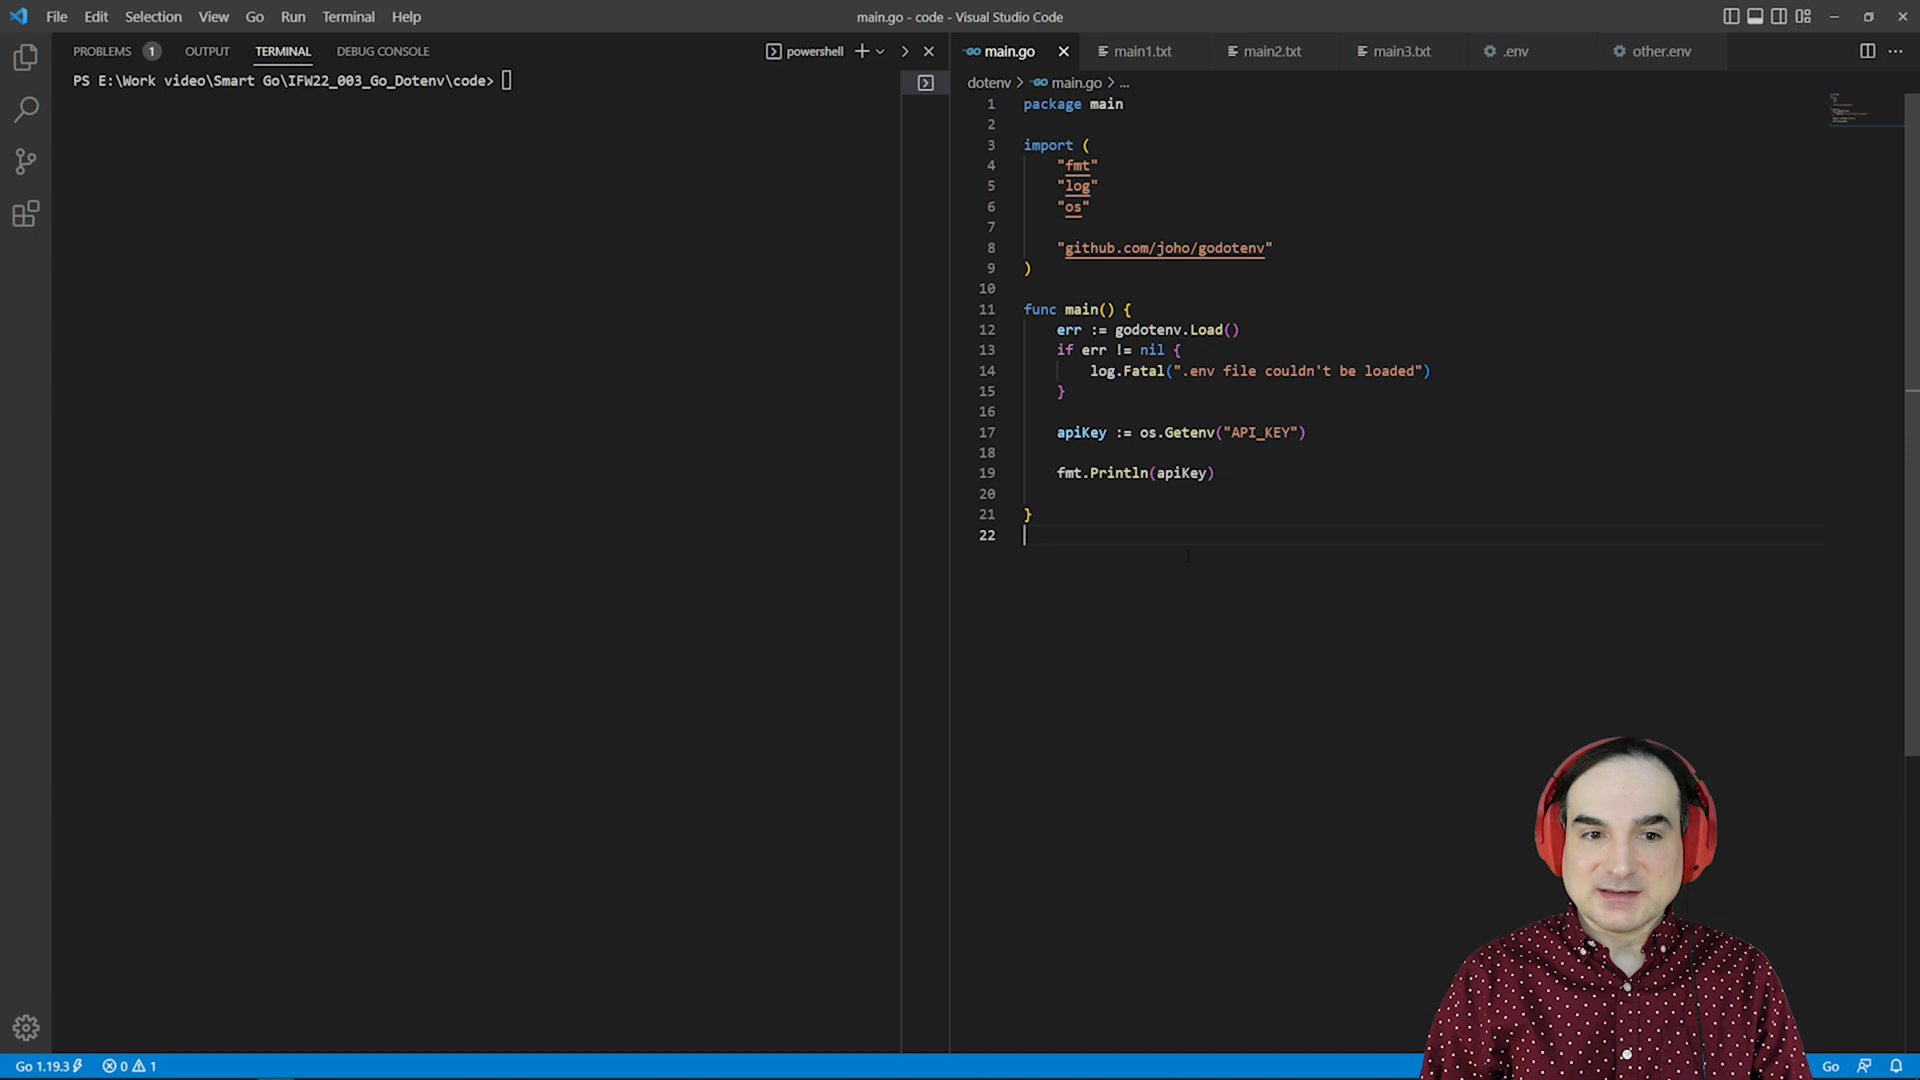 File Edit Selection View Go Run Terminal Help
main.go - code - Visual Studio Code
PROBLEMS 1 OUTPUT TERMINAL DEBUG CONSOLE
powershell
PS E:\Work video\Smart Go\IFW22_003_Go_Dotenv\code>
main.go main1.txt main2.txt main3.txt .env other.env
dotenv > main.go > ...
1 package main
2
3 import (
4 "fmt"
5 "log"
6 "os"
7
8 "github.com/joho/godotenv"
9 )
10
11 func main() {
12 err := godotenv.Load()
13 if err != nil {
14 log.Fatal(".env file couldn't be loaded")
15 }
16
17 apiKey := os.Getenv("API_KEY")
18
19 fmt.Println(apiKey)
20
21 }
22
Go 1.19.3 0 1
Go